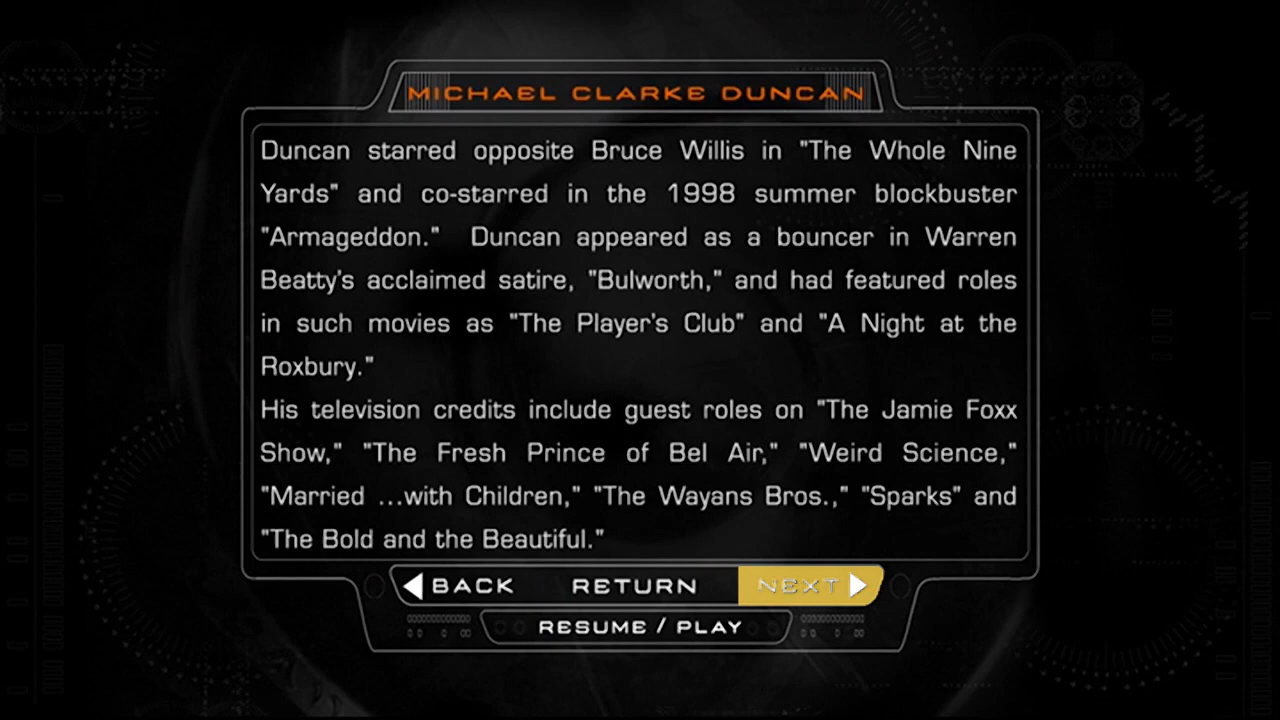 MICHAEL CLARKE DUNCAN
Duncan starred opposite Bruce Willis in "The Whole Nine
Yards" and co-starred in the 1998 summer blockbuster
"Armageddon." Duncan appeared as a bouncer in Warren
Beatty's acclaimed satire, "Bulworth," and had featured roles
in such movies as "The Player's Club" and "A Night at the
Roxbury."
His television credits include guest roles on "The Jamie Foxx
Show," "The Fresh Prince of Bel Air," "Weird Science,"
"Married ...with Children," "The Wayans Bros.," "Sparks" and
"The Bold and the Beautiful."
BACK RETURN NEXT
RESUME / PLAY